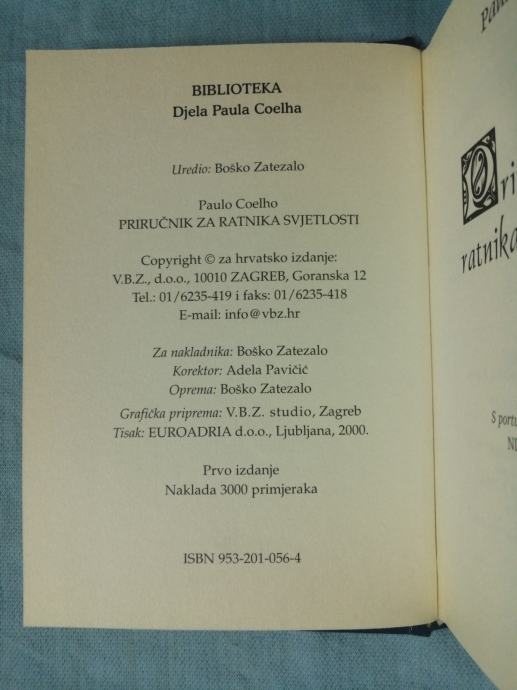 BIBLIOTEKA
Djela Paula Coelha
Uredio: Boško Zatezalo
Paulo Coelho
PRIRUČNIK ZA RATNIKA SVJETLOSTI
Copyright © za hrvatsko izdanje:
V.B.Z., d.o.o., 10010 ZAGREB, Goranska 12
Tel.: 01/6235-419 i faks: 01/6235-418
E-mail: info@vbz.hr
Za nakladnika: Boško Zatezalo
Korektor: Adela Pavičić
Oprema: Boško Zatezalo
Grafička priprema: V.B.Z. studio, Zagreb
Tisak: EUROADRIA d.o.o., Ljubljana, 2000.
Prvo izdanje
Naklada 3000 primjeraka
ISBN 953-201-056-4
ratnika